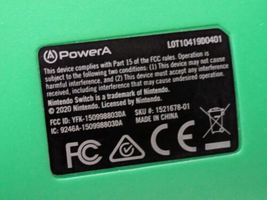 PowerA LOT1041990401
This device complies with Part 15 of the FCC rules. Operation
is subject to the following two conditions: (1) This device
may not cause harmful interference, and (2) this device must accept any
interference received, including interference that may cause
undesired operation.
Nintendo Switch is a trademark of Nintendo.
© 2020 Nintendo. Licensed by Nintendo.
FCC ID: YFK-150998803DA SKU #: 1521678-01
IC: 9246A-150998803DA MADE IN CHINA
FC CE